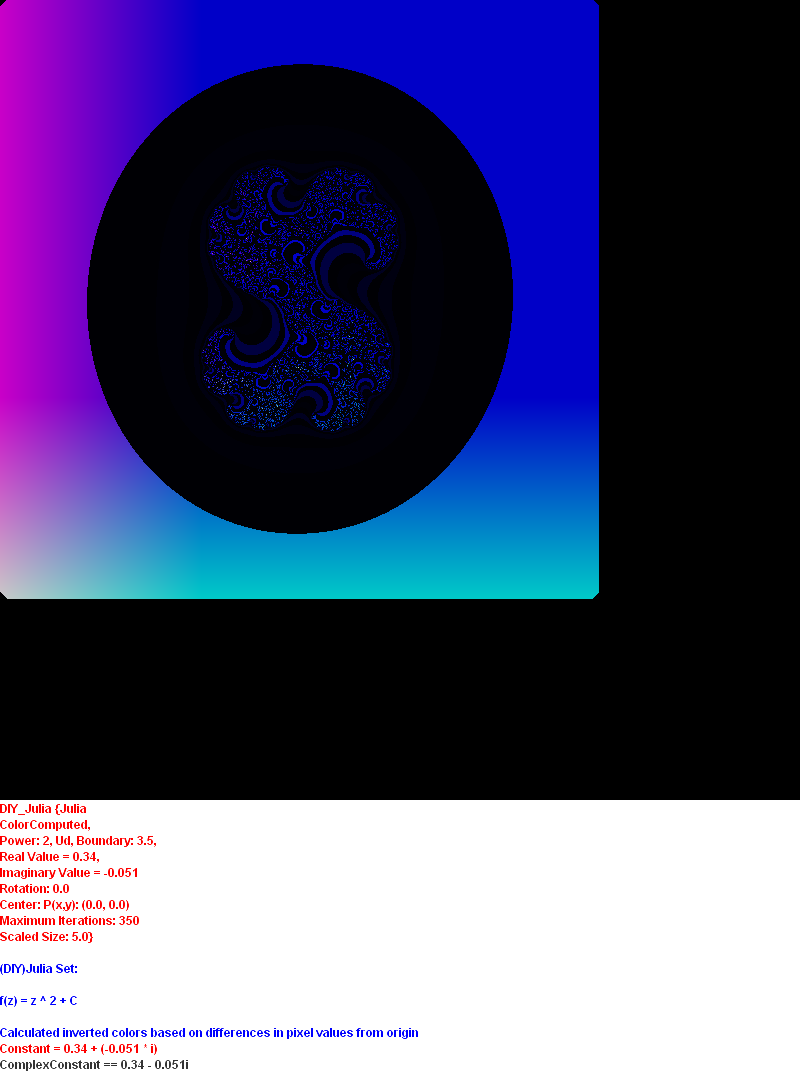 DIY_Julia {Julia
ColorComputed,
Power: 2, Ud, Boundary: 3.5,
Real Value = 0.34,
Imaginary Value = -0.051
Rotation: 0.0
Center: P(x,y): (0.0, 0.0)
Maximum Iterations: 350
Scaled Size: 5.0}
(DIY)Julia Set:
f(z) = z ^ 2 + C
Calculated inverted colors based on differences in pixel values from origin
Constant = 0.34 + (-0.051 * i)
ComplexConstant == 0.34 - 0.051i